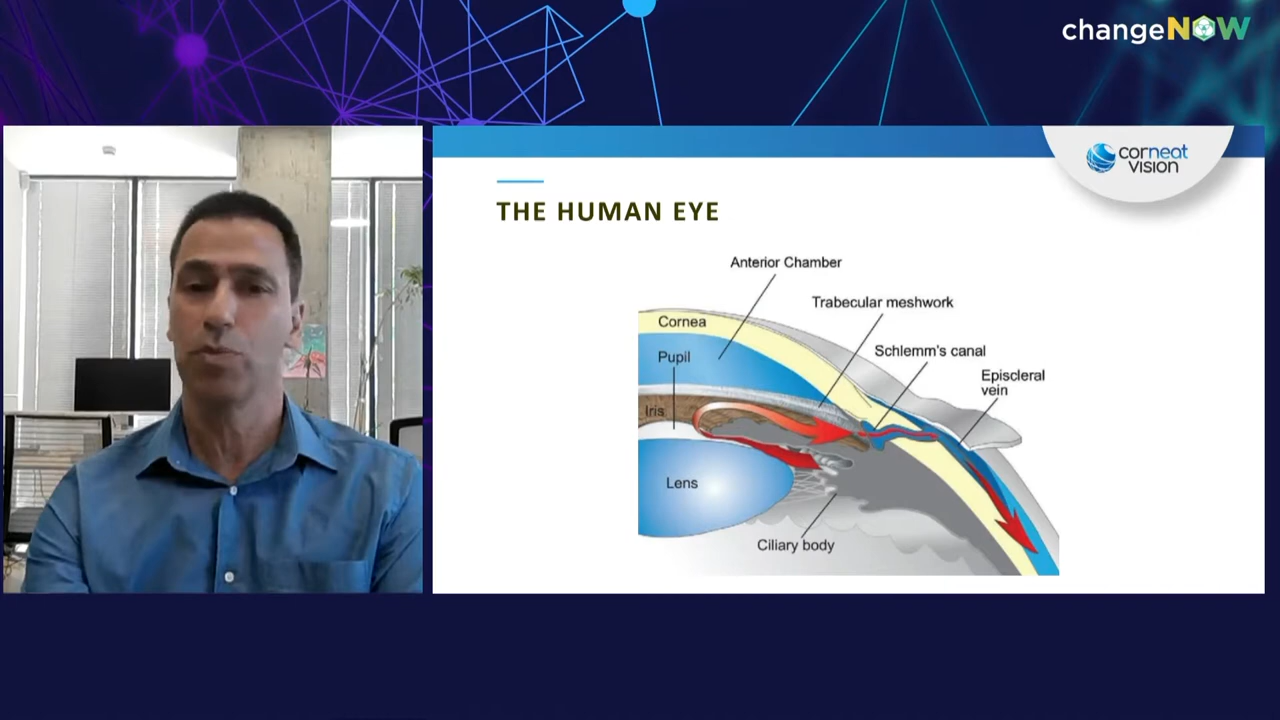 changeNOW
corneat
vision
THE HUMAN EYE
Anterior Chamber
Trabecular meshwork
Cornea
Schlemm's canal
Pupil
Episcleral
vein
Iris
Lens
Ciliary body